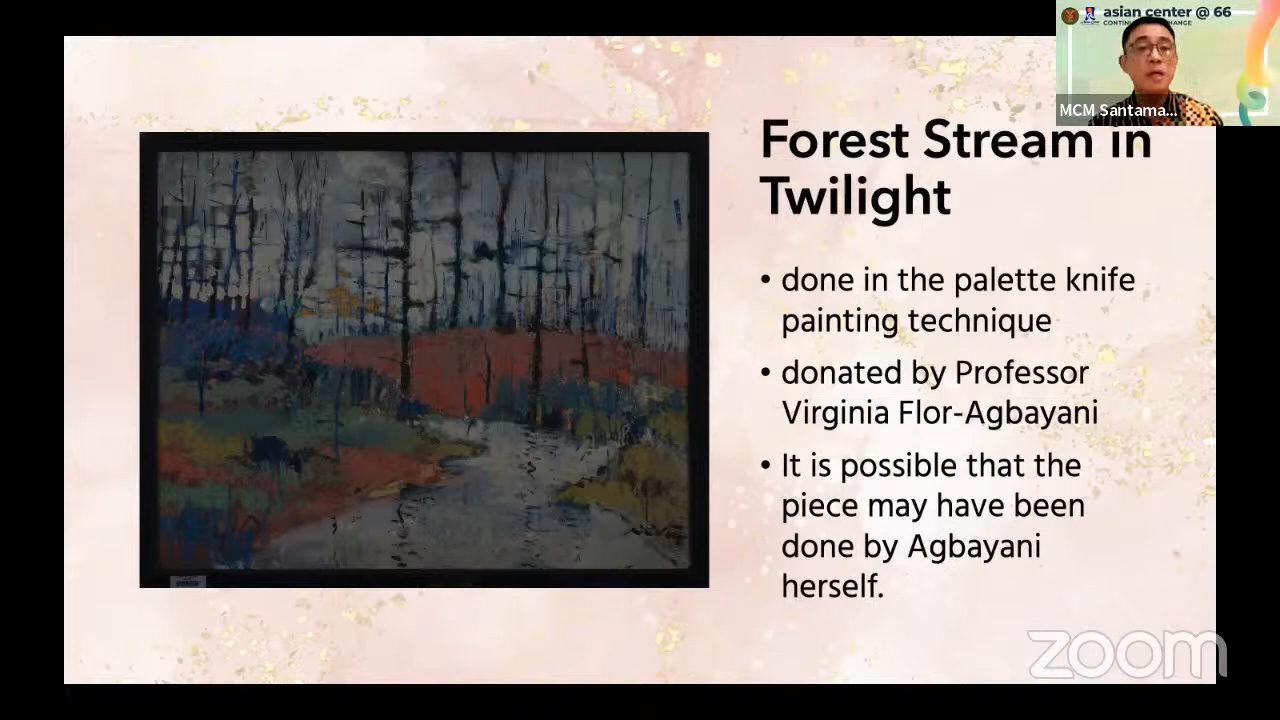 asian center @ 66
MCM Santama...
Forest Stream in
Twilight
• done in the palette knife
painting technique
• donated by Professor
Virginia Flor-Agbayani
• It is possible that the
piece may have been
done by Agbayani
herself.
zoom